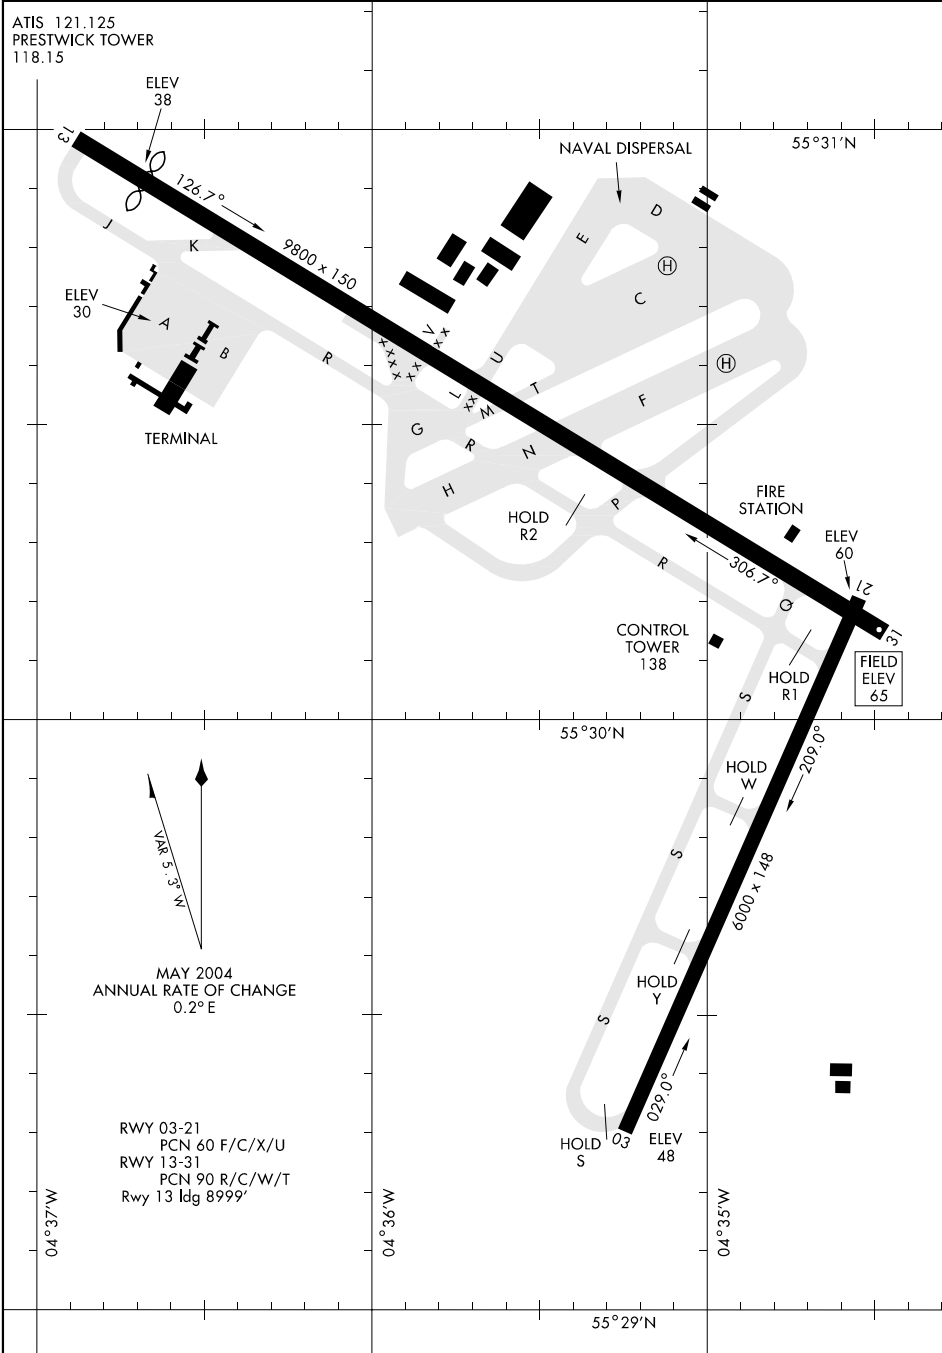 ATIS 121.125
PRESTWICK TOWER
118.15
ELEV
38
13
NAVAL DISPERSAL
55°31'N
126.7°
J
K
9800 x 150
D
E
H
C
ELEV
30
A
B
R
V
U
T
H
F
L
M
G
R
N
H
P
TERMINAL
HOLD
R2
FIRE
STATION
ELEV
60
R
306.7°
21
Q
31
CONTROL
TOWER
138
HOLD
R1
FIELD
ELEV
65
S
55°30'N
209.0°
HOLD
W
VAR 5.3° W
S
6000 x 148
MAY 2004
ANNUAL RATE OF CHANGE
0.2° E
HOLD
Y
S
029.0°
03
HOLD
S
ELEV
48
RWY 03-21
PCN 60 F/C/X/U
RWY 13-31
PCN 90 R/C/W/T
Rwy 13 ldg 8999'
04°37'W
04°36'W
04°35'W
55°29'N